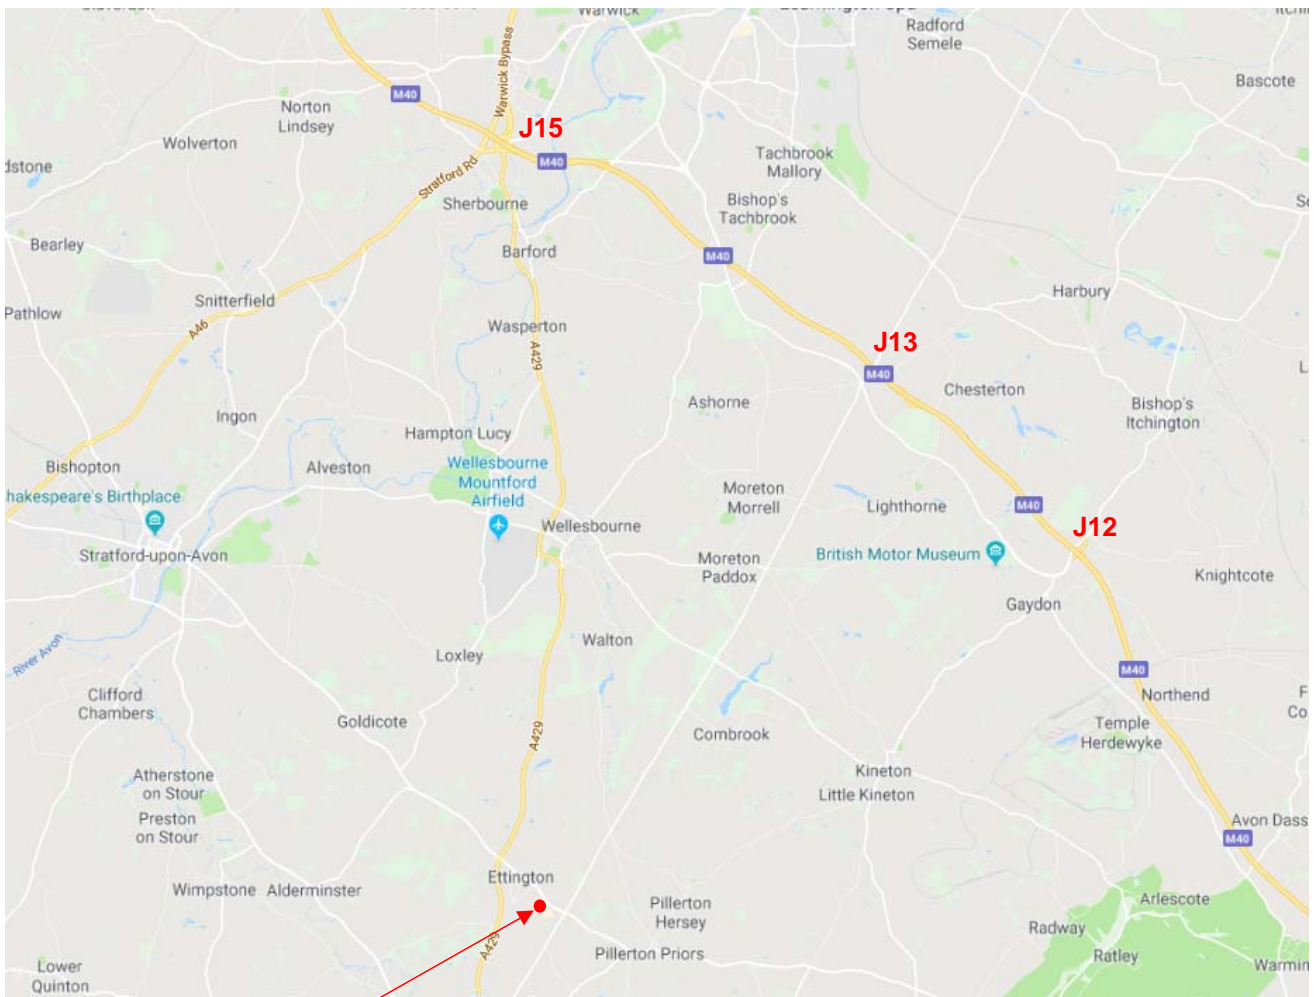 Warwick
Radford
Semele
Bascote
M40
Warwick Bypass
Norton
Lindsey
J15
Wolverton
M40
Tachbrook
Mallory
Stratford Rd
Sherbourne
Bishop's
Tachbrook
Bearley
Barford
M40
Harbury
Snitterfield
Pathlow
A46
Wasperton
A429
J13
M40
Chesterton
Ashorne
Bishop's
Itchington
Ingon
Hampton Lucy
Bishopton
Alveston
Wellesbourne
Mountford
Airfield
hakespeare's Birthplace
Moreton
Morrell
Lighthorne
M40
J12
Wellesbourne
Stratford-upon-Avon
British Motor Museum
Moreton
Paddox
Knightcote
Gaydon
River Avon
Walton
Loxley
M40
Clifford
Chambers
Northend
Goldicote
A429
Combrook
Temple
Herdewyke
Atherstone
on Stour
Kineton
Little Kineton
Preston
on Stour
Avon Dass
M40
Ettington
Wimpstone
Alderminster
Pillerton
Hersey
Arlescote
Radway
A429
Pillerton Priors
Ratley
Lower
Quinton
Warmin